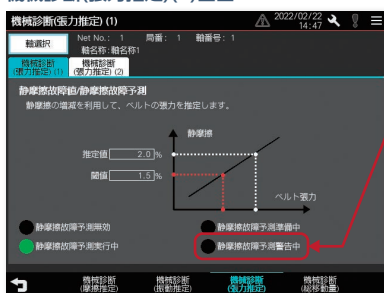 機械診断(張力推定) (1)
2022/02/22
14:47
軸選択
Net No.: 1 局番: 1 軸番号: 1
軸名称: 軸名称1
機械診断
(張力推定) (1)
機械診断
(張力推定) (2)
静摩擦故障値/静摩擦故障予測
静摩擦の増減を利用して、ベルトの張力を推定します。
静摩擦
推定値 2.0 %
閾値 1.5 %
ベルト張力
静摩擦故障予測無効
静摩擦故障予測準備中
静摩擦故障予測実行中
静摩擦故障予測警告中
機械診断
(摩擦推定)
機械診断
(振動推定)
機械診断
(張力推定)
機械診断
(総移動量)